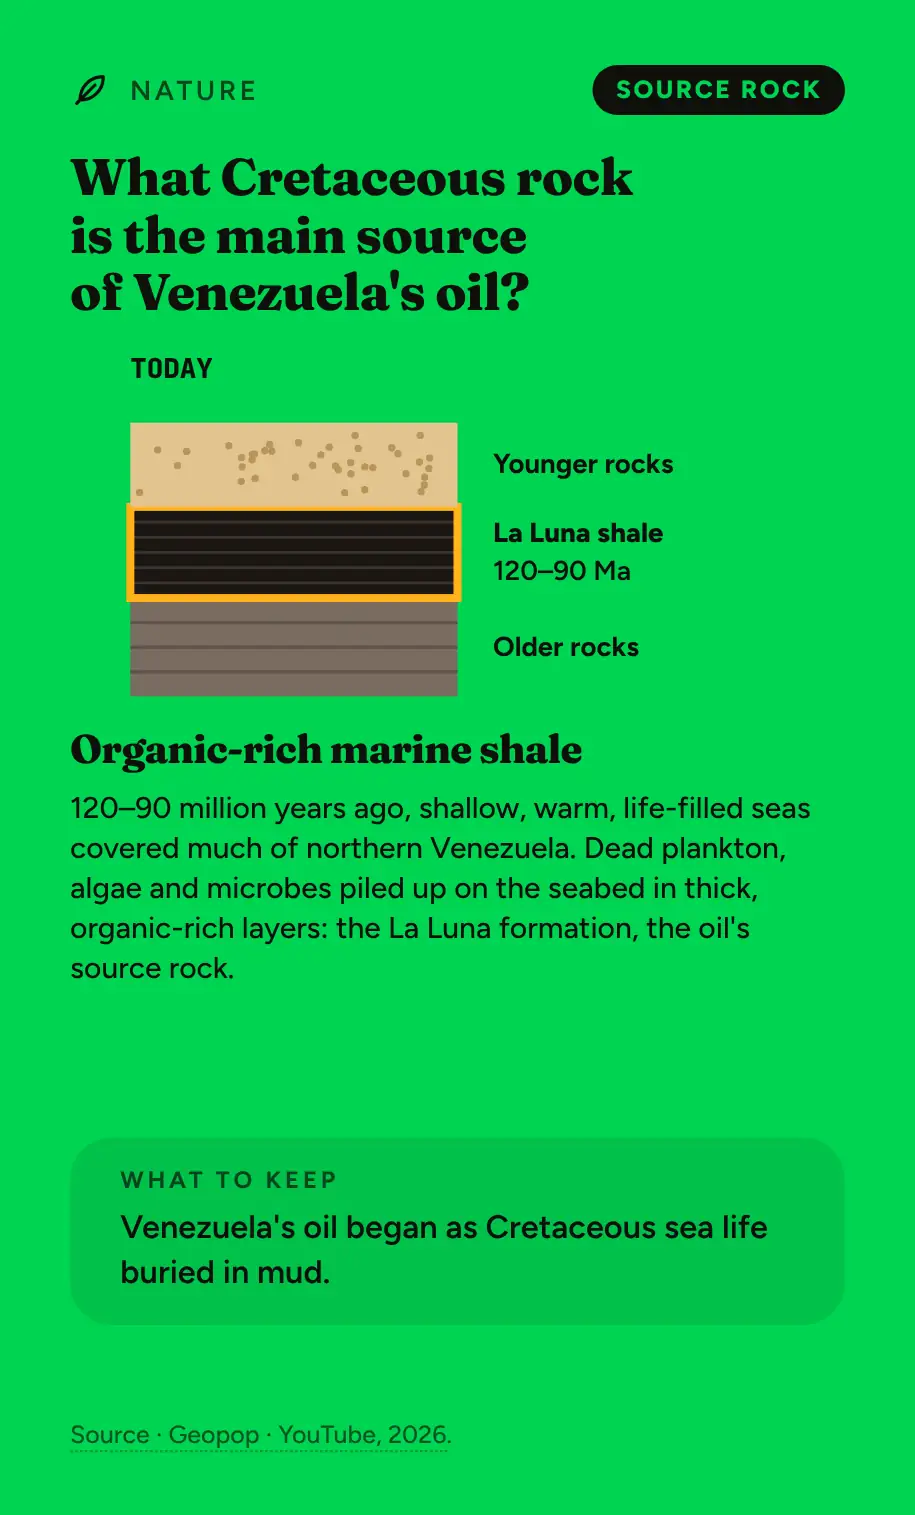 NATURE
SOURCE ROCK
What Cretaceous rock
is the main source
of Venezuela's oil?
TODAY
Younger rocks
La Luna shale
120–90 Ma
Older rocks
Organic-rich marine shale
120–90 million years ago, shallow, warm, life-filled seas
covered much of northern Venezuela. Dead plankton,
algae and microbes piled up on the seabed in thick,
organic-rich layers: the La Luna formation, the oil's
source rock.
WHAT TO KEEP
Venezuela's oil began as Cretaceous sea life
buried in mud.
Source · Geopop · YouTube, 2026.